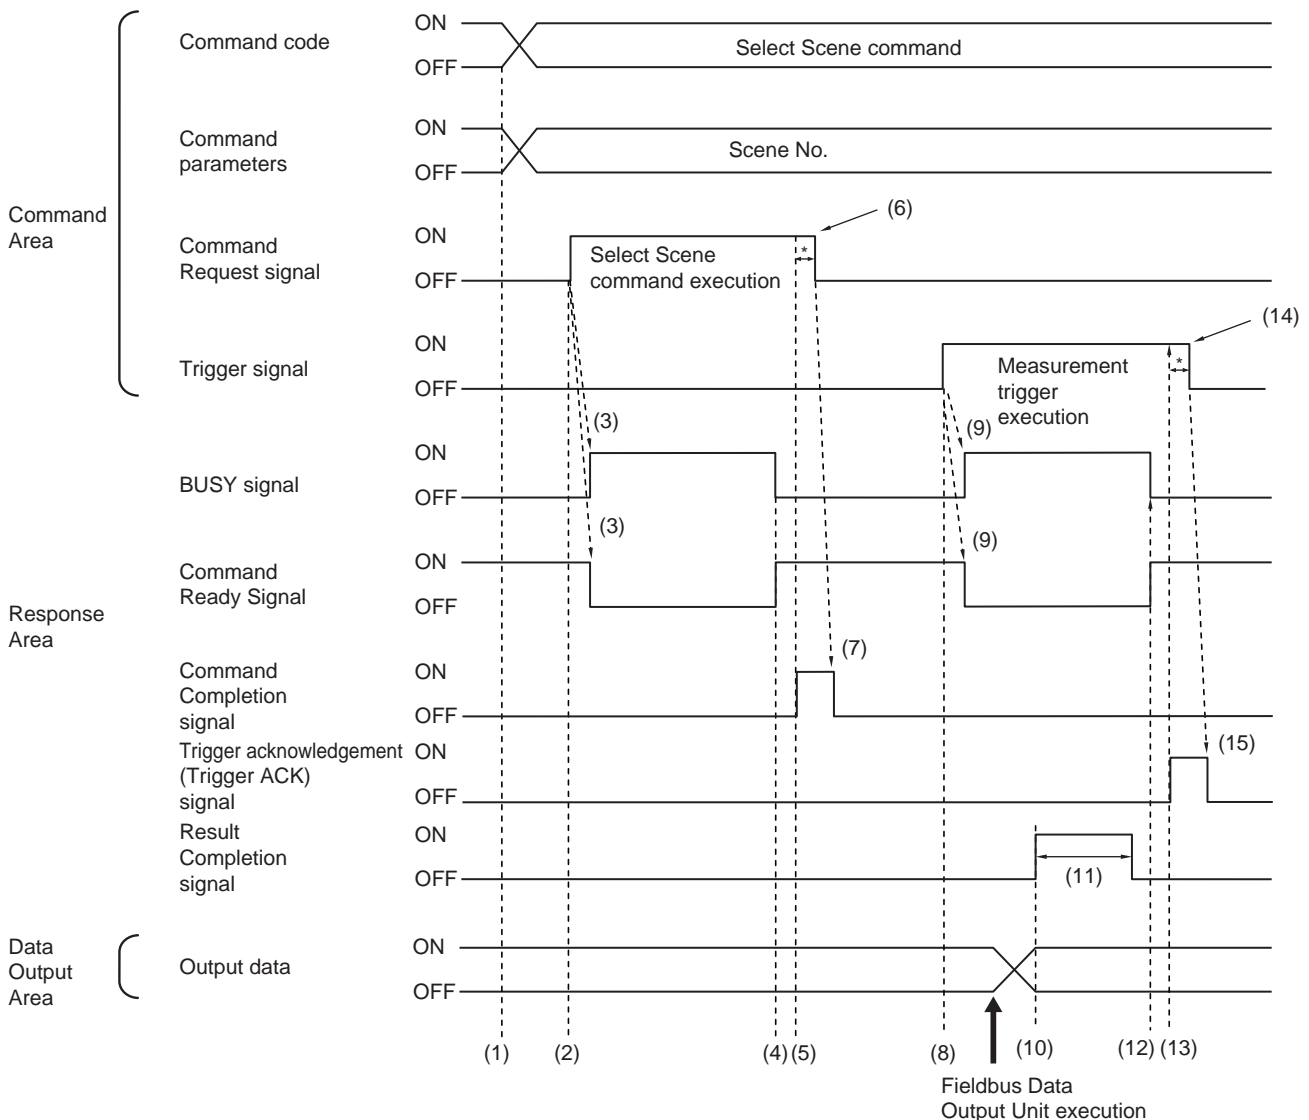 Command code
ON
OFF
Select Scene command
Command
parameters
ON
OFF
Scene No.
Command
Area
Command
Request signal
ON
OFF
Select Scene
command execution
*
(6)
Trigger signal
ON
OFF
Measurement
trigger
execution
*
(14)
BUSY signal
ON
OFF
(3)
(9)
Command
Ready Signal
ON
OFF
(3)
(9)
Response
Area
Command
Completion
signal
ON
OFF
(7)
Trigger acknowledgement
(Trigger ACK)
signal
ON
OFF
(15)
Result
Completion
signal
ON
OFF
(11)
Data
Output
Area
Output data
ON
OFF
(1)
(2)
(4)
(5)
(8)
(10)
(12)
(13)
Fieldbus Data
Output Unit execution